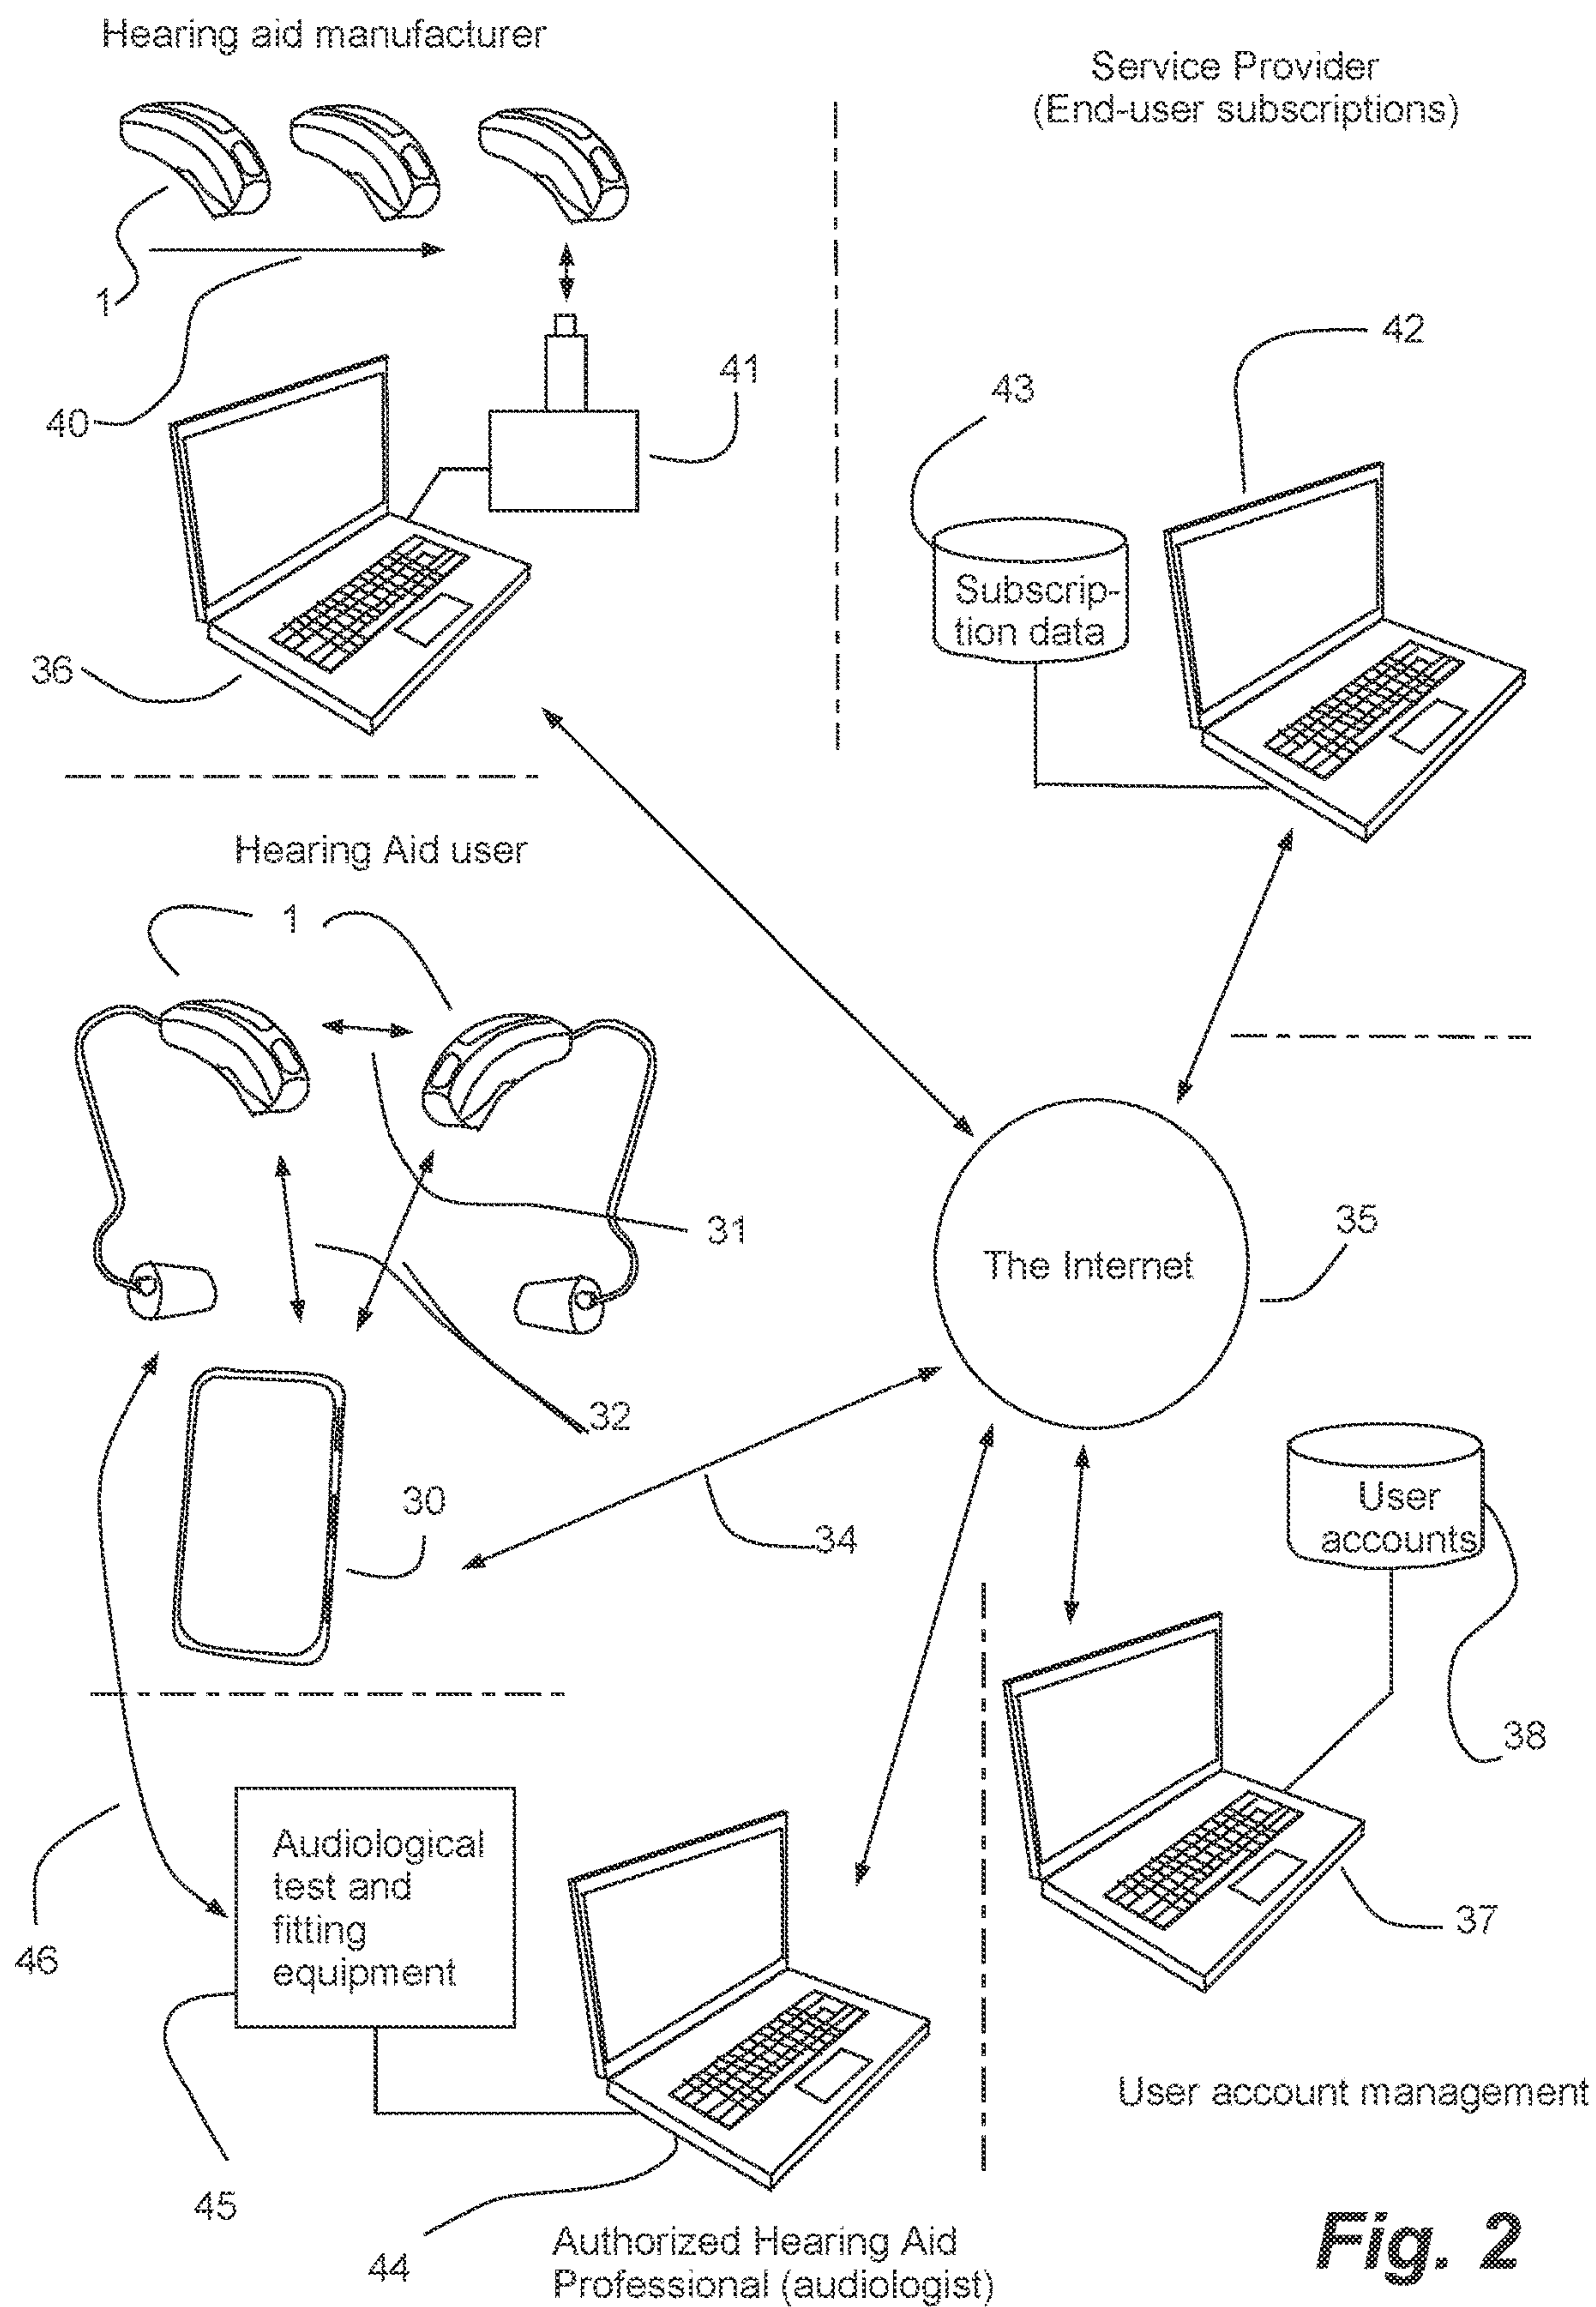 Hearing aid manufacturer
Service Provider
(End-user subscriptions)
1
40
41
36
42
43
Subscrip-
tion data
Hearing Aid user
1
31
32
30
34
35
The Internet
User
accounts
38
37
User account management
46
Audiological
test and
fitting
equipment
45
44
Authorized Hearing Aid
Professional (audiologist)
Fig. 2